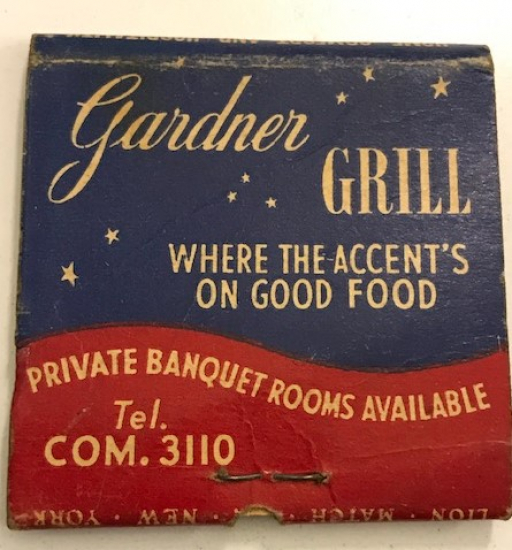 Gardner
GRILL
WHERE THE ACCENT'S
ON GOOD FOOD
PRIVATE BANQUET ROOMS AVAILABLE
Tel.
COM. 3110
LION · MATCH · NEW · YORK